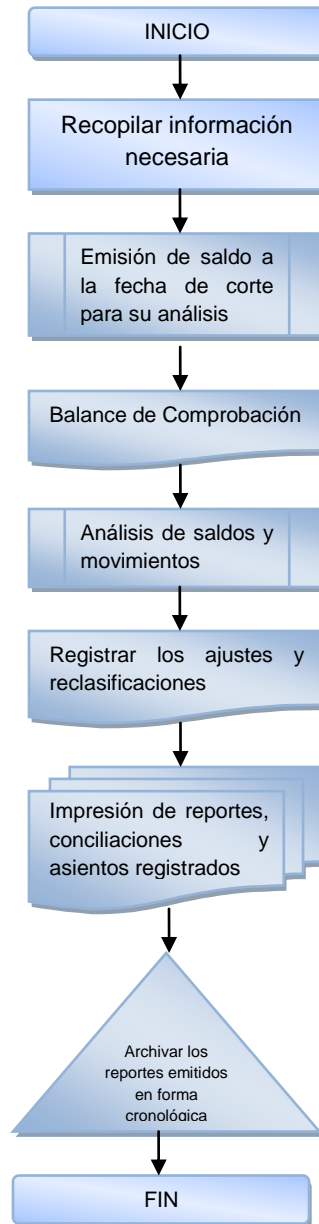 INICIO
Recopilar información
necesaria
Emisión de saldo a
la fecha de corte
para su análisis
Balance de Comprobación
Análisis de saldos y
movimientos
Registrar los ajustes y
reclasificaciones
Impresión de reportes,
conciliaciones y
asientos registrados
Archivar los
reportes emitidos
en forma
cronológica
FIN